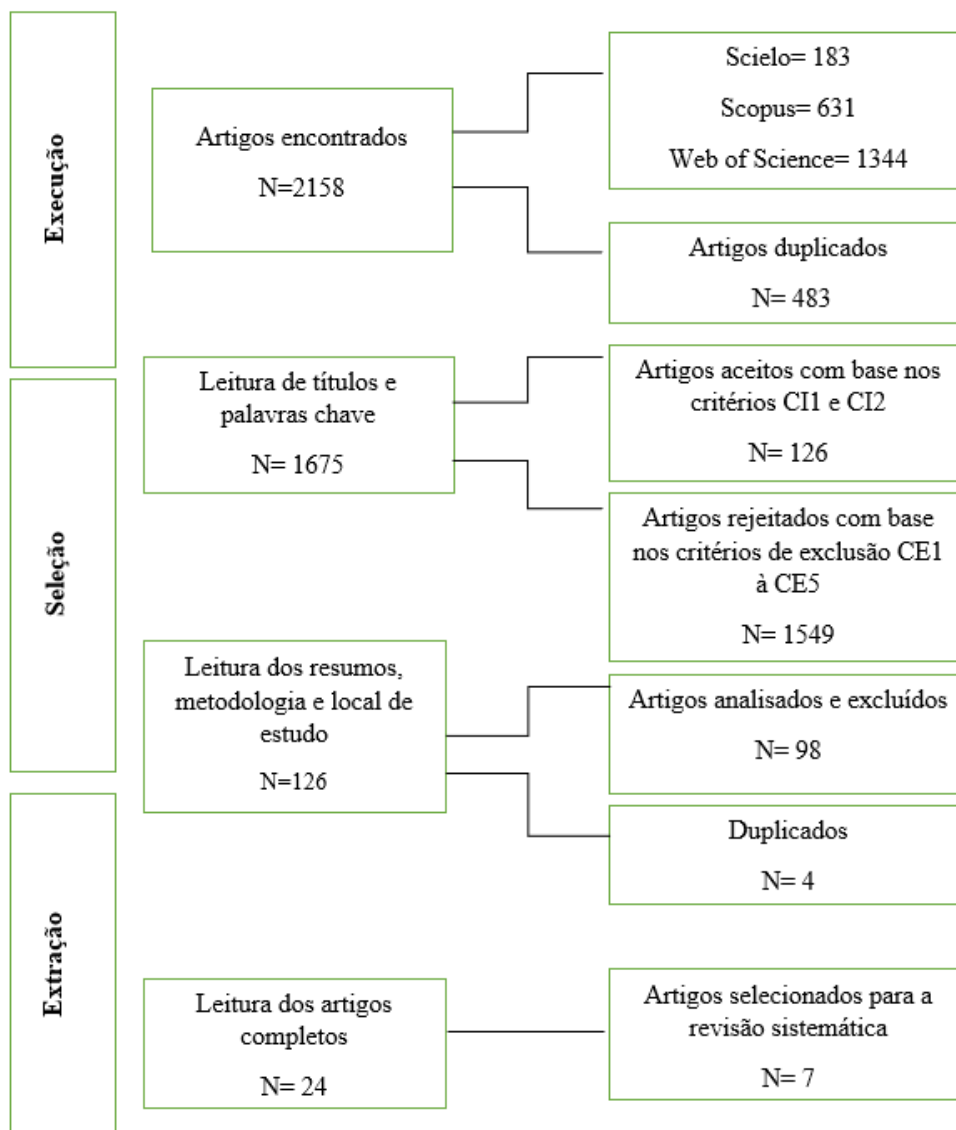 Execução
Artigos encontrados
N=2158
Scielo= 183
Scopus= 631
Web of Science= 1344
Artigos duplicados
N= 483
Seleção
Leitura de títulos e
palavras chave
N= 1675
Artigos aceitos com base nos
critérios CI1 e CI2
N= 126
Artigos rejeitados com base
nos critérios de exclusão CE1
à CE5
N= 1549
Leitura dos resumos,
metodologia e local de
estudo
N=126
Artigos analisados e excluídos
N= 98
Duplicados
N= 4
Extração
Leitura dos artigos
completos
N= 24
Artigos selecionados para a
revisão sistemática
N= 7